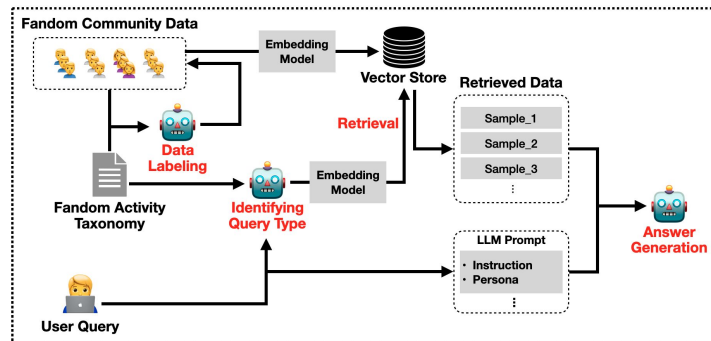 Fandom Community Data
Embedding
Model
Vector Store
Retrieved Data
Sample_1
Sample_2
Sample_3
⋮
Retrieval
Data
Labeling
Embedding
Model
Fandom Activity
Taxonomy
Identifying
Query Type
Answer
Generation
LLM Prompt
• Instruction
• Persona
⋮
User Query